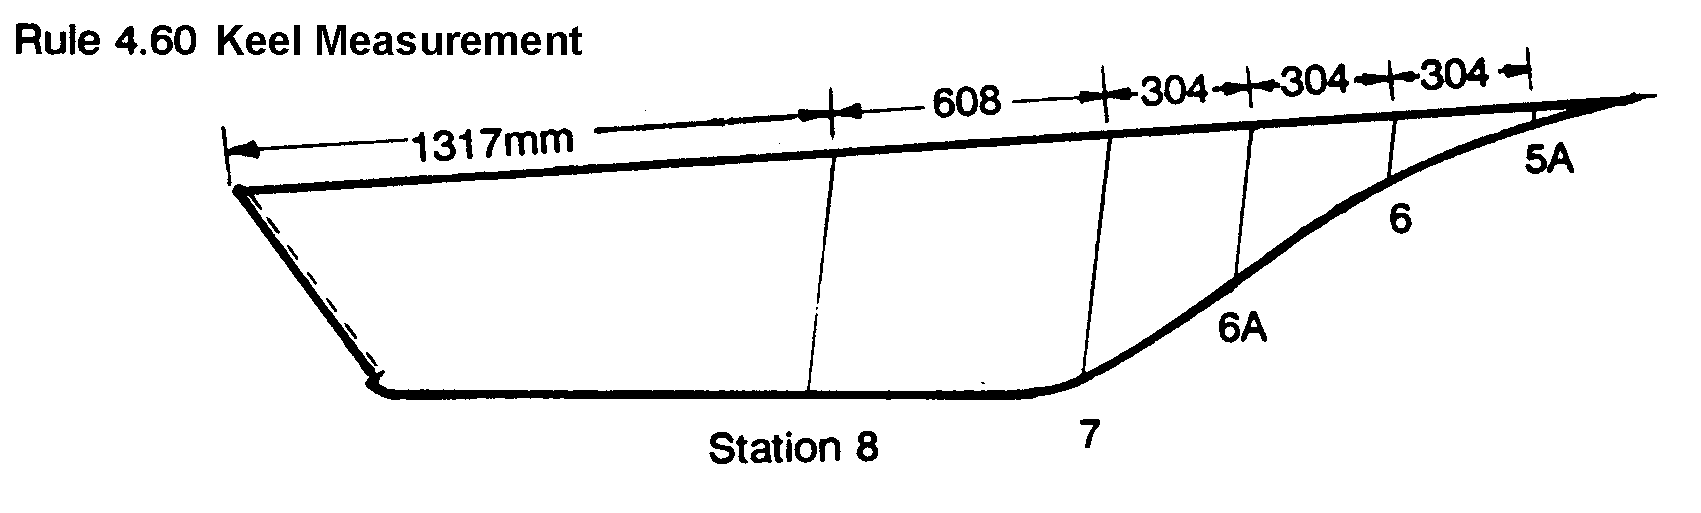 Rule 4.60 Keel Measurement
1317mm 608 304 304 304
5A
6
6A
7
Station 8